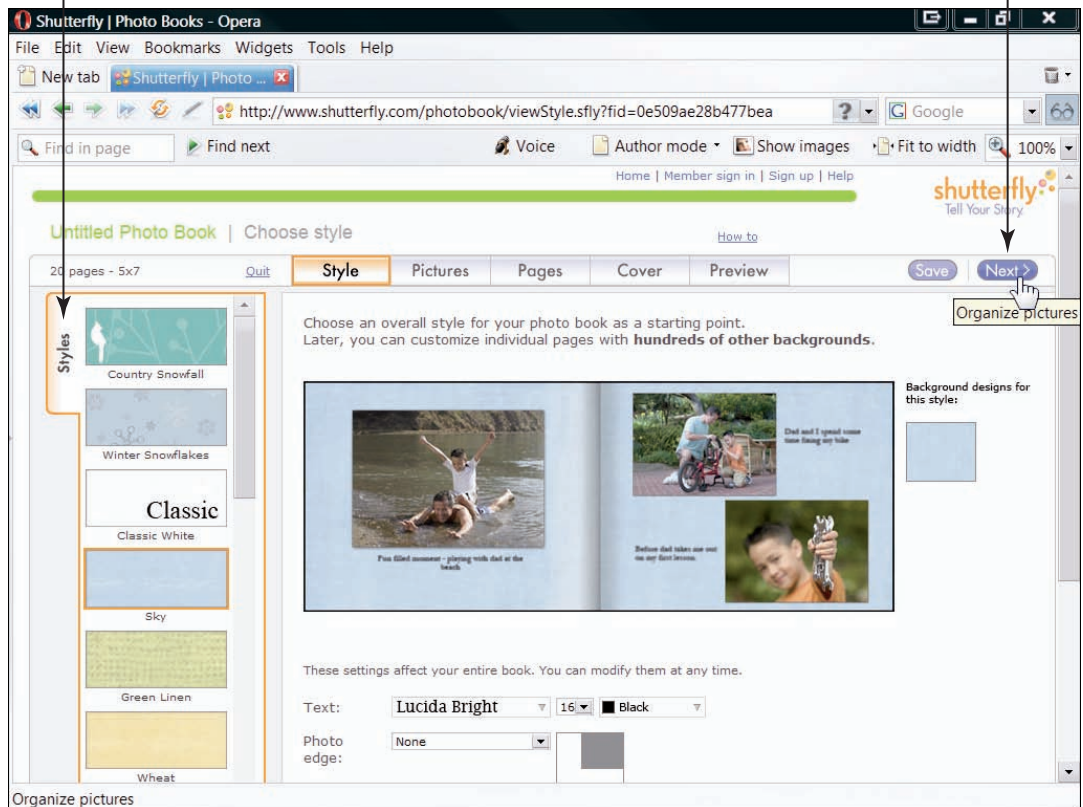 Shutterfly | Photo Books - Opera
File Edit View Bookmarks Widgets Tools Help
New tab Shutterfly | Photo ...
http://www.shutterfly.com/photobook/viewStyle.sfly?fid=0e509ae28b477bea ? Google
Find in page Find next Voice Author mode Show images Fit to width 100%
Home | Member sign in | Sign up | Help
shutterfly
Tell Your Story
Untitled Photo Book | Choose style
How to
20 pages - 5x7 Quit Style Pictures Pages Cover Preview Save Next >
Organize pictures
Styles
Country Snowfall
Winter Snowflakes
Classic
Classic White
Sky
Green Linen
Wheat
Choose an overall style for your photo book as a starting point.
Later, you can customize individual pages with hundreds of other backgrounds.
Fun filled moment - playing with dad at the
beach
Dad and I spend some
time fixing my bike
Before dad takes me out
on my first lesson.
Background designs for
this style:
These settings affect your entire book. You can modify them at any time.
Text: Lucida Bright 16 Black
Photo
edge: None
Organize pictures